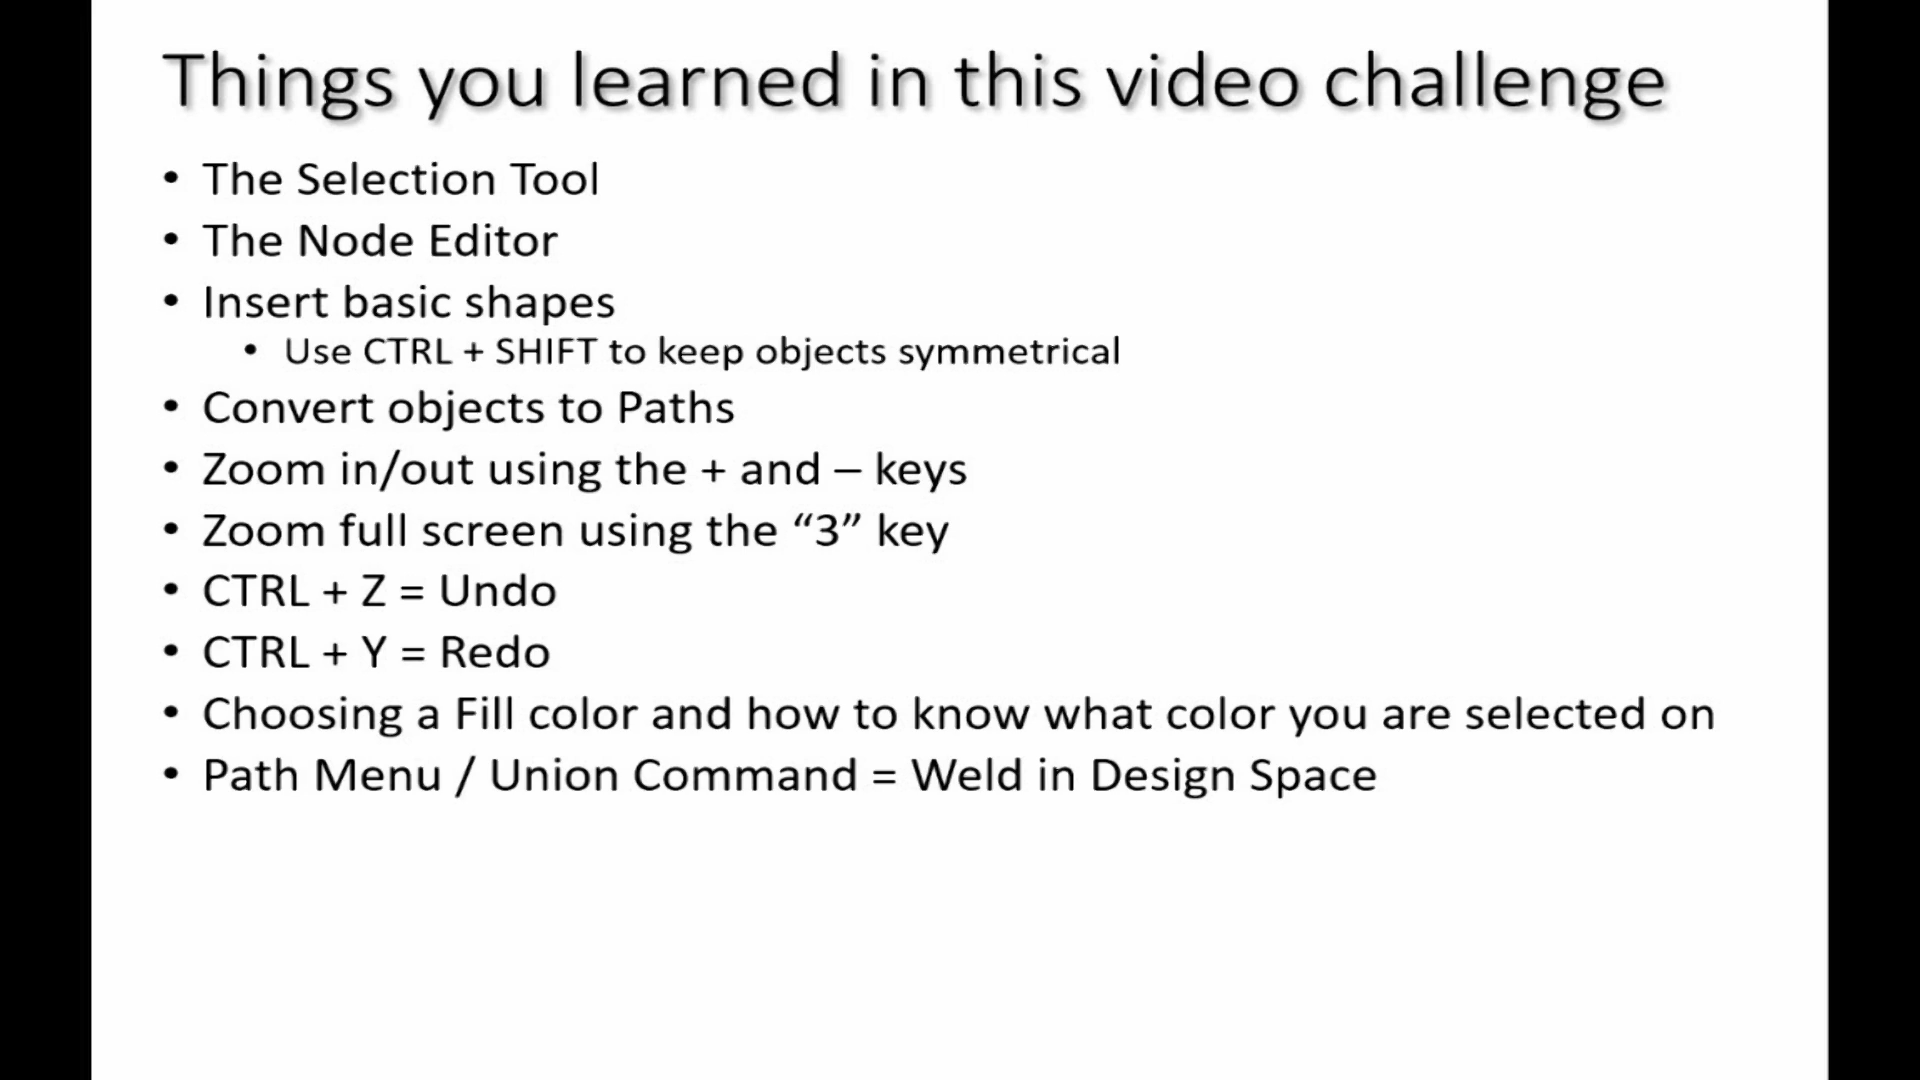 Things you learned in this video challenge
• The Selection Tool
• The Node Editor
• Insert basic shapes
• Use CTRL + SHIFT to keep objects symmetrical
• Convert objects to Paths
• Zoom in/out using the + and – keys
• Zoom full screen using the “3” key
• CTRL + Z = Undo
• CTRL + Y = Redo
• Choosing a Fill color and how to know what color you are selected on
• Path Menu / Union Command = Weld in Design Space